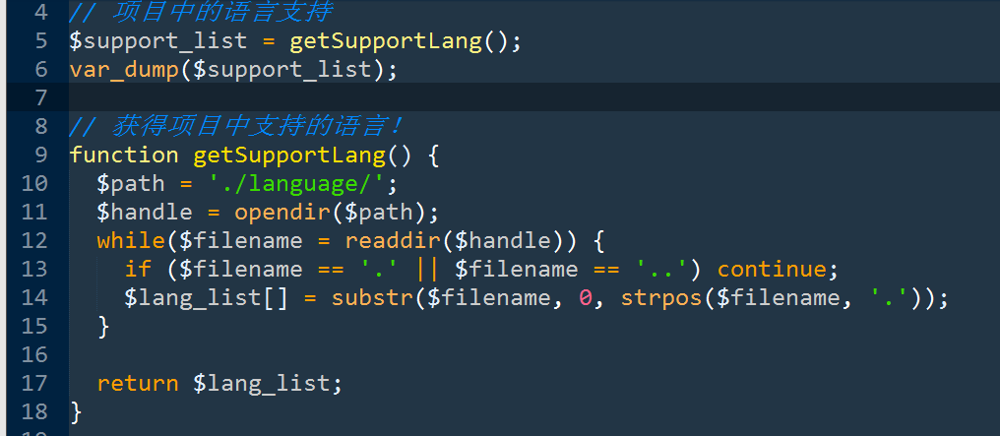 4 // 项目中的语言支持
5 $support_list = getSupportLang();
6 var_dump($support_list);
7
8 // 获得项目中支持的语言！
9 function getSupportLang() {
10   $path = './language/';
11   $handle = opendir($path);
12   while($filename = readdir($handle)) {
13     if ($filename == '.' || $filename == '..') continue;
14     $lang_list[] = substr($filename, 0, strpos($filename, '.'));
15   }
16
17   return $lang_list;
18 }